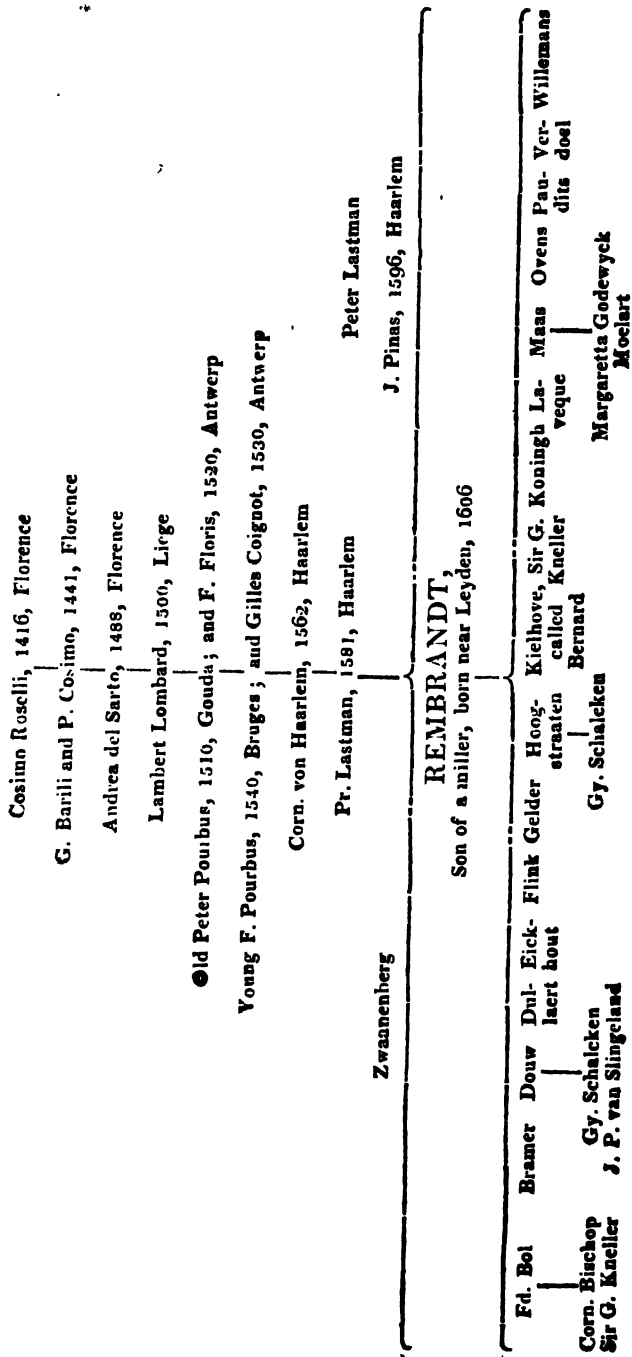 Cosimo Roselli, 1416, Florence
G. Barili and P. Cosimo, 1441, Florence
Andrea del Sarto, 1488, Florence
Lambert Lombard, 1500, Liege
Old Peter Pourbus, 1510, Gouda; and F. Floris, 1520, Antwerp
Young F. Pourbus, 1540, Bruges; and Gilles Coignot, 1530, Antwerp
Corn. von Haarlem, 1562, Haarlem
Pr. Lastman, 1581, Haarlem
Peter Lastman
Zwaanenberg
J. Pinas, 1596, Haarlem
REMBRANDT,
Son of a miller, born near Leyden, 1606
Fd. Bol
Corn. Bischop
Sir G. Kneller
Bramer
Douw
Gy. Schalcken
J. P. van Slingeland
Dul-
laert
Eick-
hout
Flink
Gelder
Hoog-
straaten
Gy. Schalcken
Kielhove,
called
Bernard
Sir G.
Kneller
Koningh
La-
veque
Maas
Margaretta Godewyck
Moelart
Ovens
Pau-
dits
Ver-
doel
Willemans